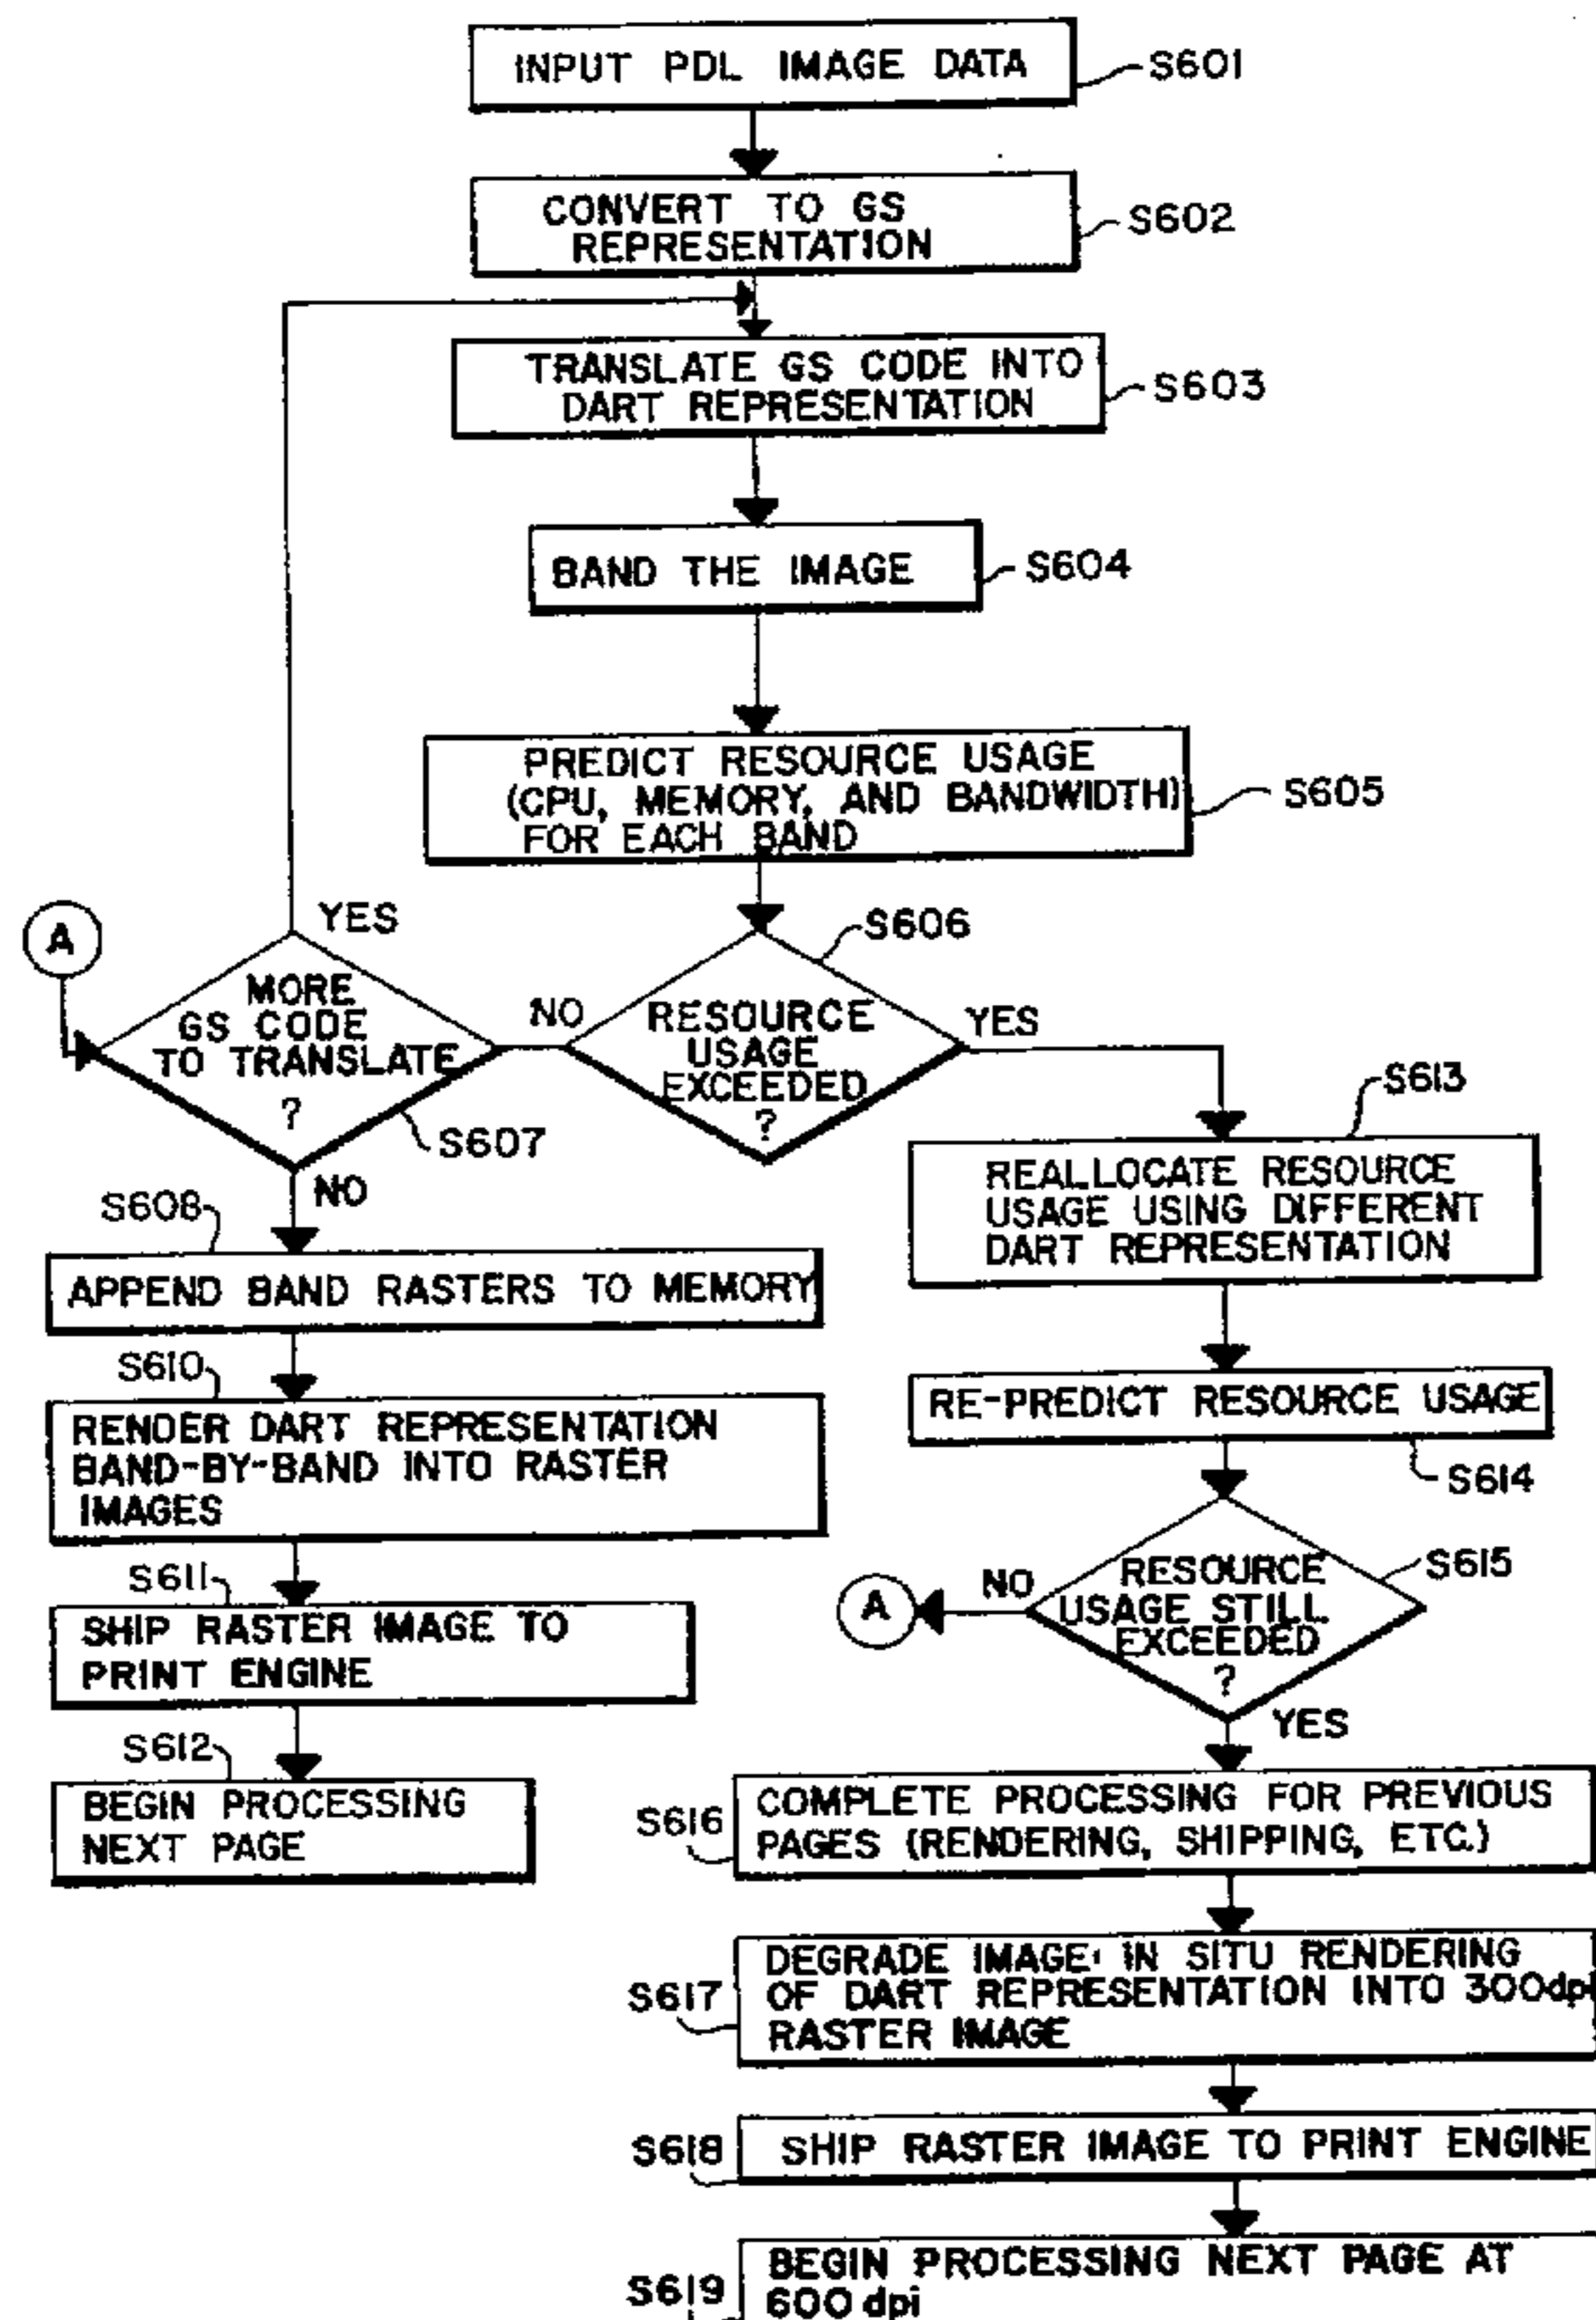 INPUT PDL IMAGE DATA
S601
CONVERT TO GS
REPRESENTATION
S602
TRANSLATE GS CODE INTO
DART REPRESENTATION
S603
BAND THE IMAGE
S604
PREDICT RESOURCE USAGE
(CPU, MEMORY, AND BANDWIDTH)
FOR EACH BAND
S605
A
YES
MORE
GS CODE
TO TRANSLATE
?
S607
NO
RESOURCE
USAGE
EXCEEDED
?
S606
YES
NO
S608
APPEND BAND RASTERS TO MEMORY
S610
RENDER DART REPRESENTATION
BAND-BY-BAND INTO RASTER
IMAGES
S611
SHIP RASTER IMAGE TO
PRINT ENGINE
S612
BEGIN PROCESSING
NEXT PAGE
S613
REALLOCATE RESOURCE
USAGE USING DIFFERENT
DART REPRESENTATION
RE-PREDICT RESOURCE USAGE
S614
A
NO
RESOURCE
USAGE STILL
EXCEEDED
?
S615
YES
S616
COMPLETE PROCESSING FOR PREVIOUS
PAGES (RENDERING, SHIPPING, ETC.)
S617
DEGRADE IMAGE: IN SITU RENDERING
OF DART REPRESENTATION INTO 300dpi
RASTER IMAGE
S618
SHIP RASTER IMAGE TO PRINT ENGINE
S619
BEGIN PROCESSING NEXT PAGE AT
600 dpi